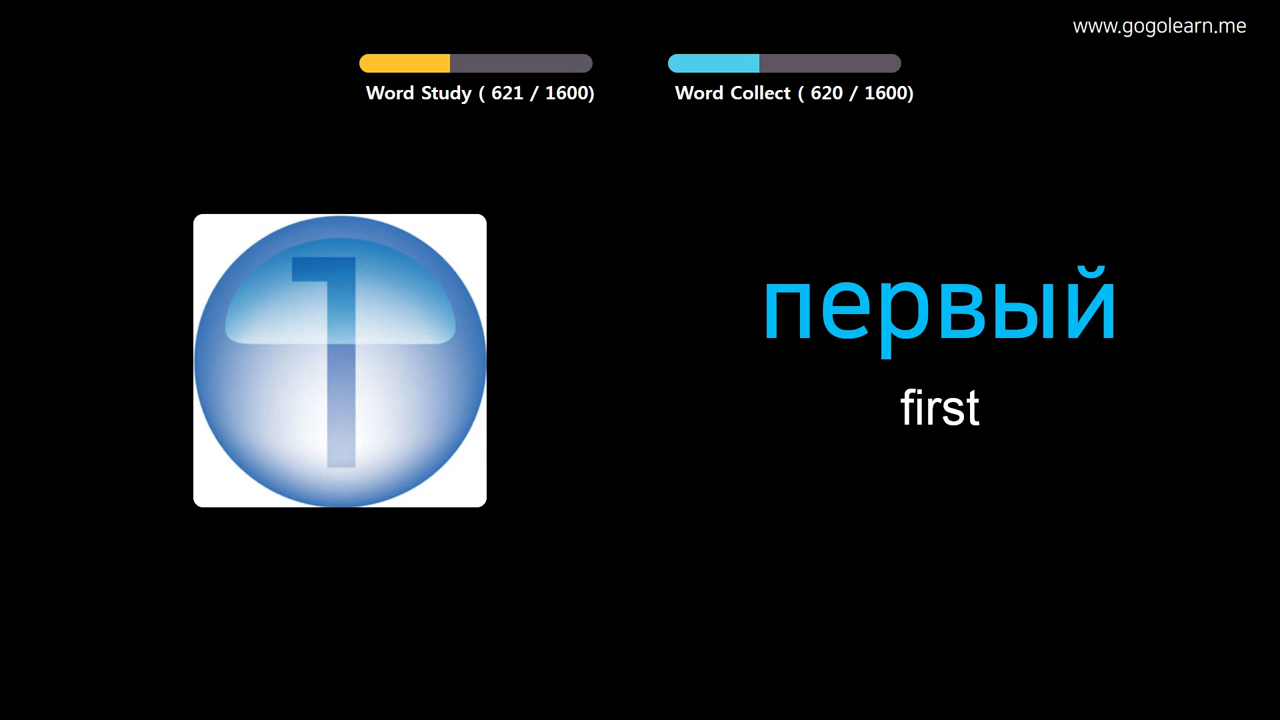 www.gogolearn.me
Word Study ( 621 / 1600)
Word Collect ( 620 / 1600)
1
первый
first